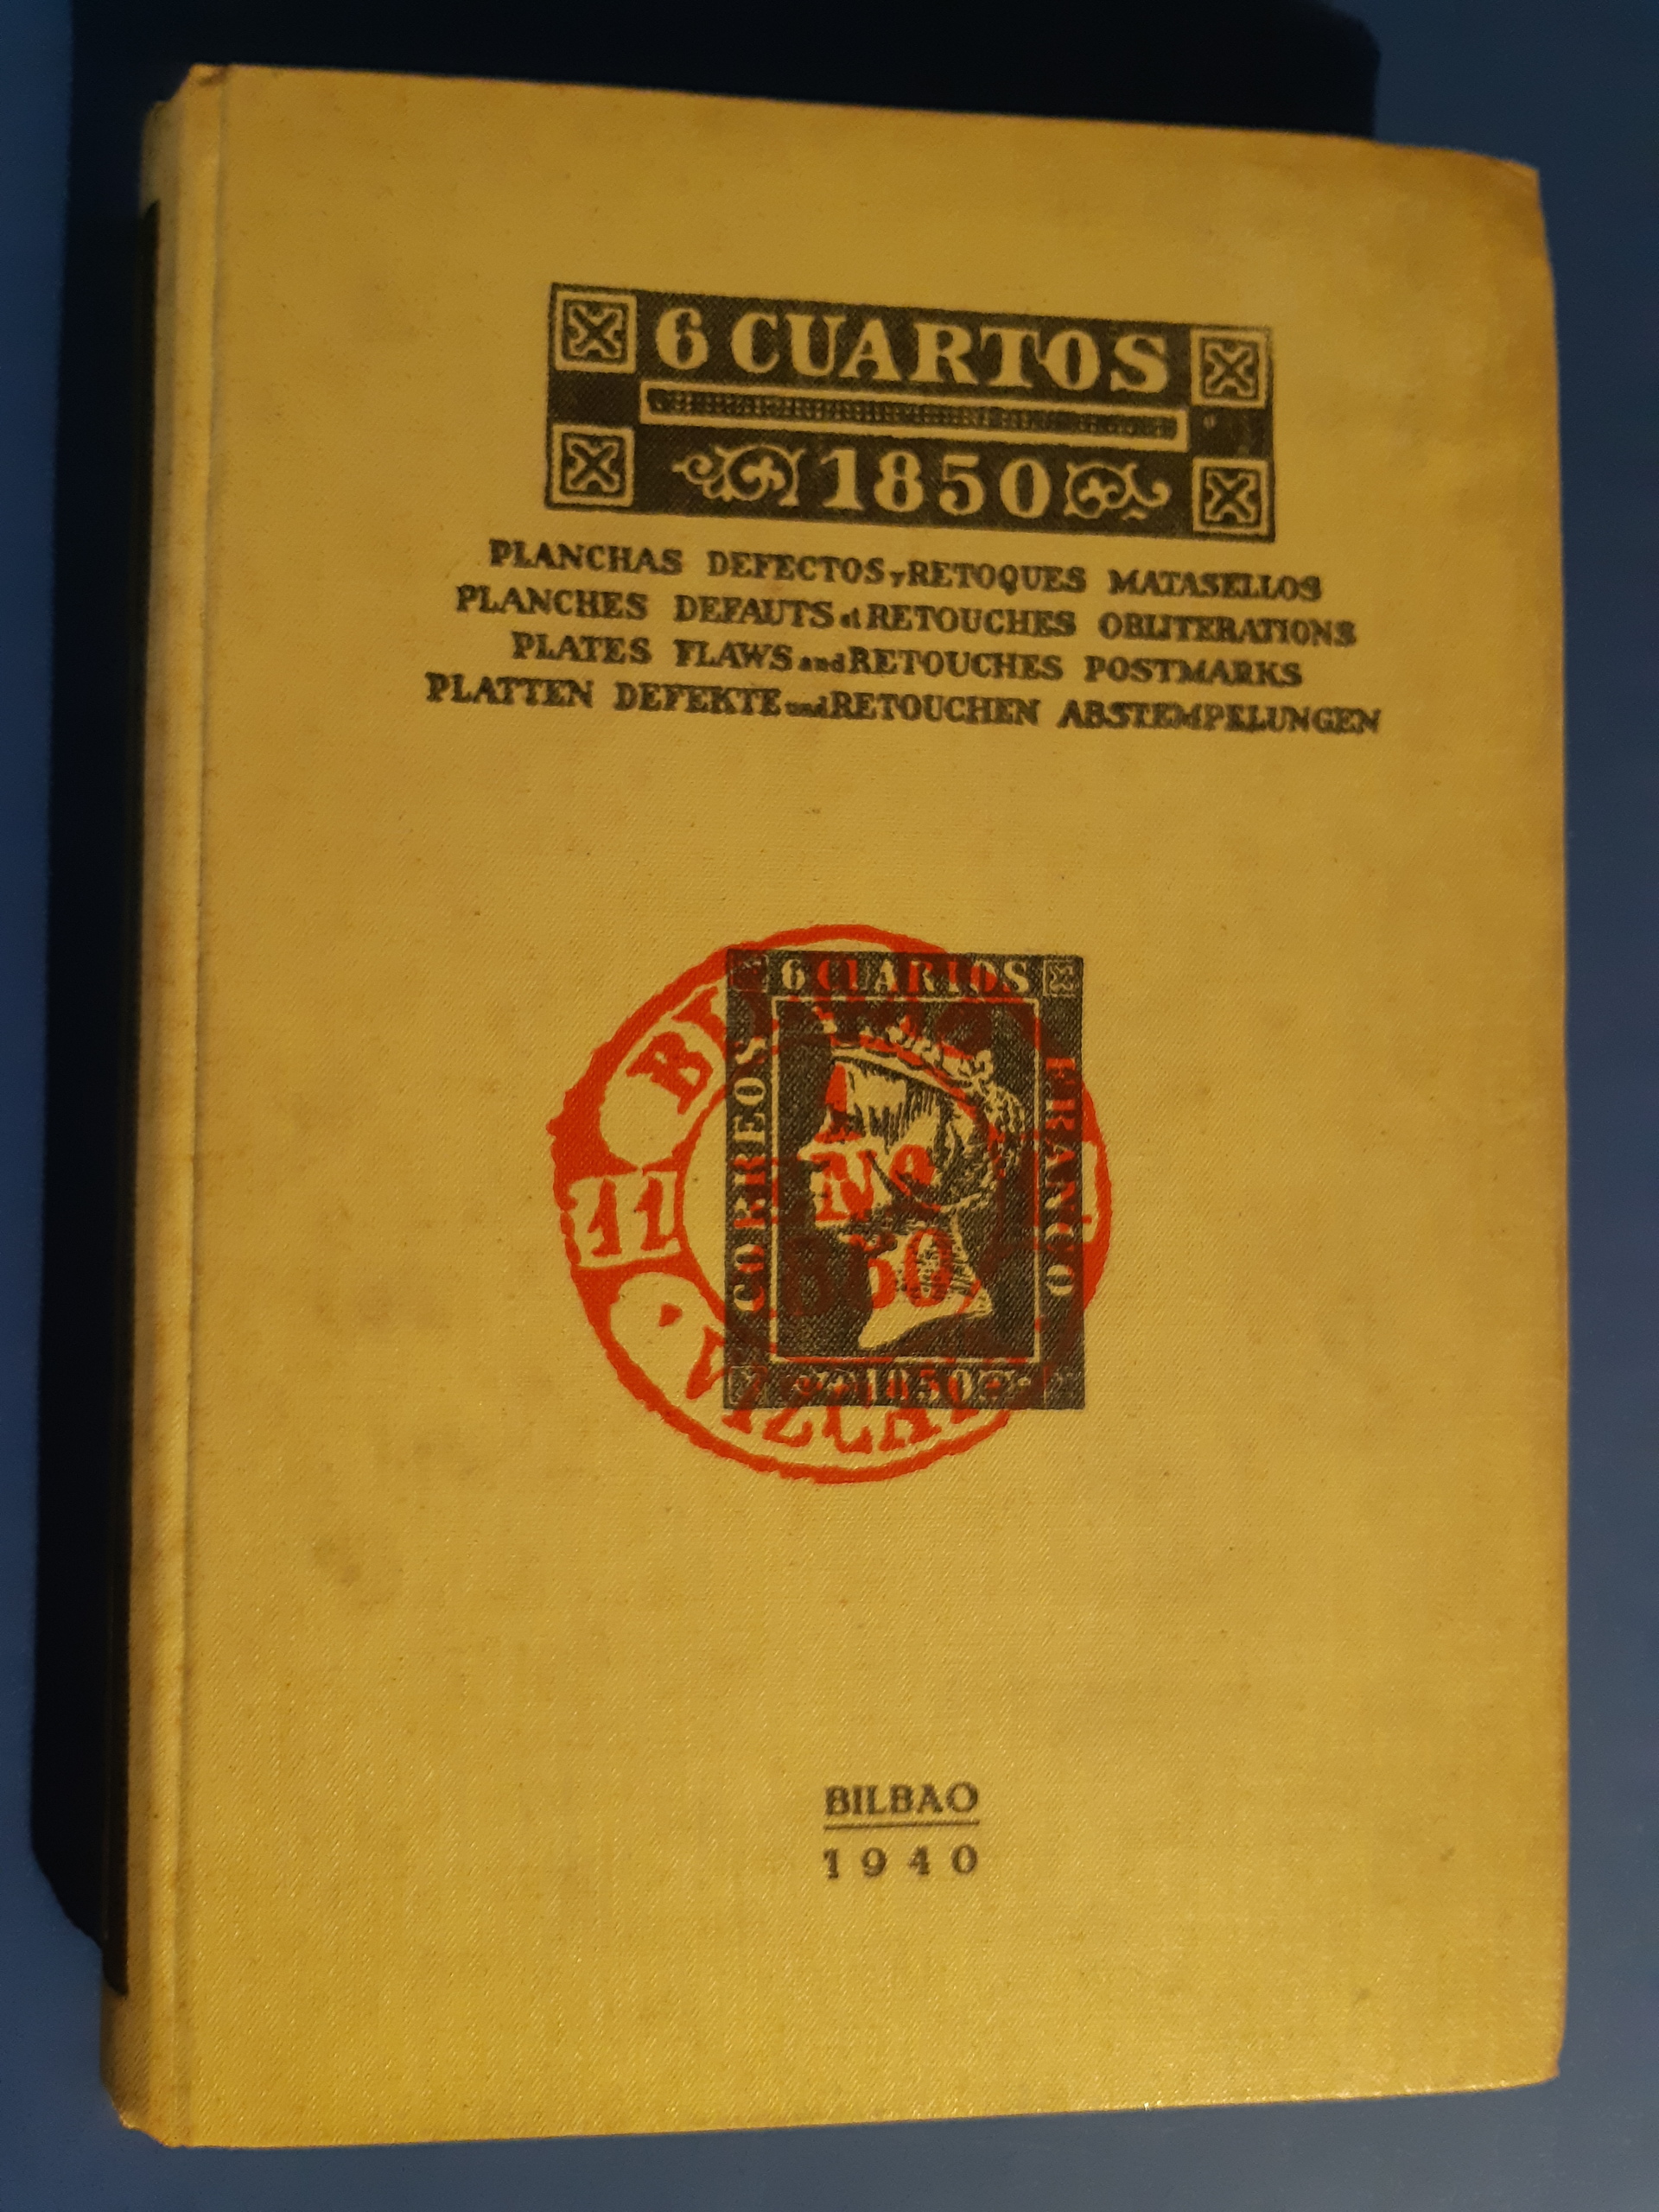 6 CUARTOS
1850
PLANCHAS DEFECTOS y RETOQUES MATASELLOS
PLANCHES DEFAUTS et RETOUCHES OBLITERATIONS
PLATES FLAWS and RETOUCHES POSTMARKS
PLATTEN DEFEKTE und RETOUCHEN ABSTEMPELUNGEN
6 CUARTOS
CORREOS
FRANCO
11
1850
BILBAO
1940